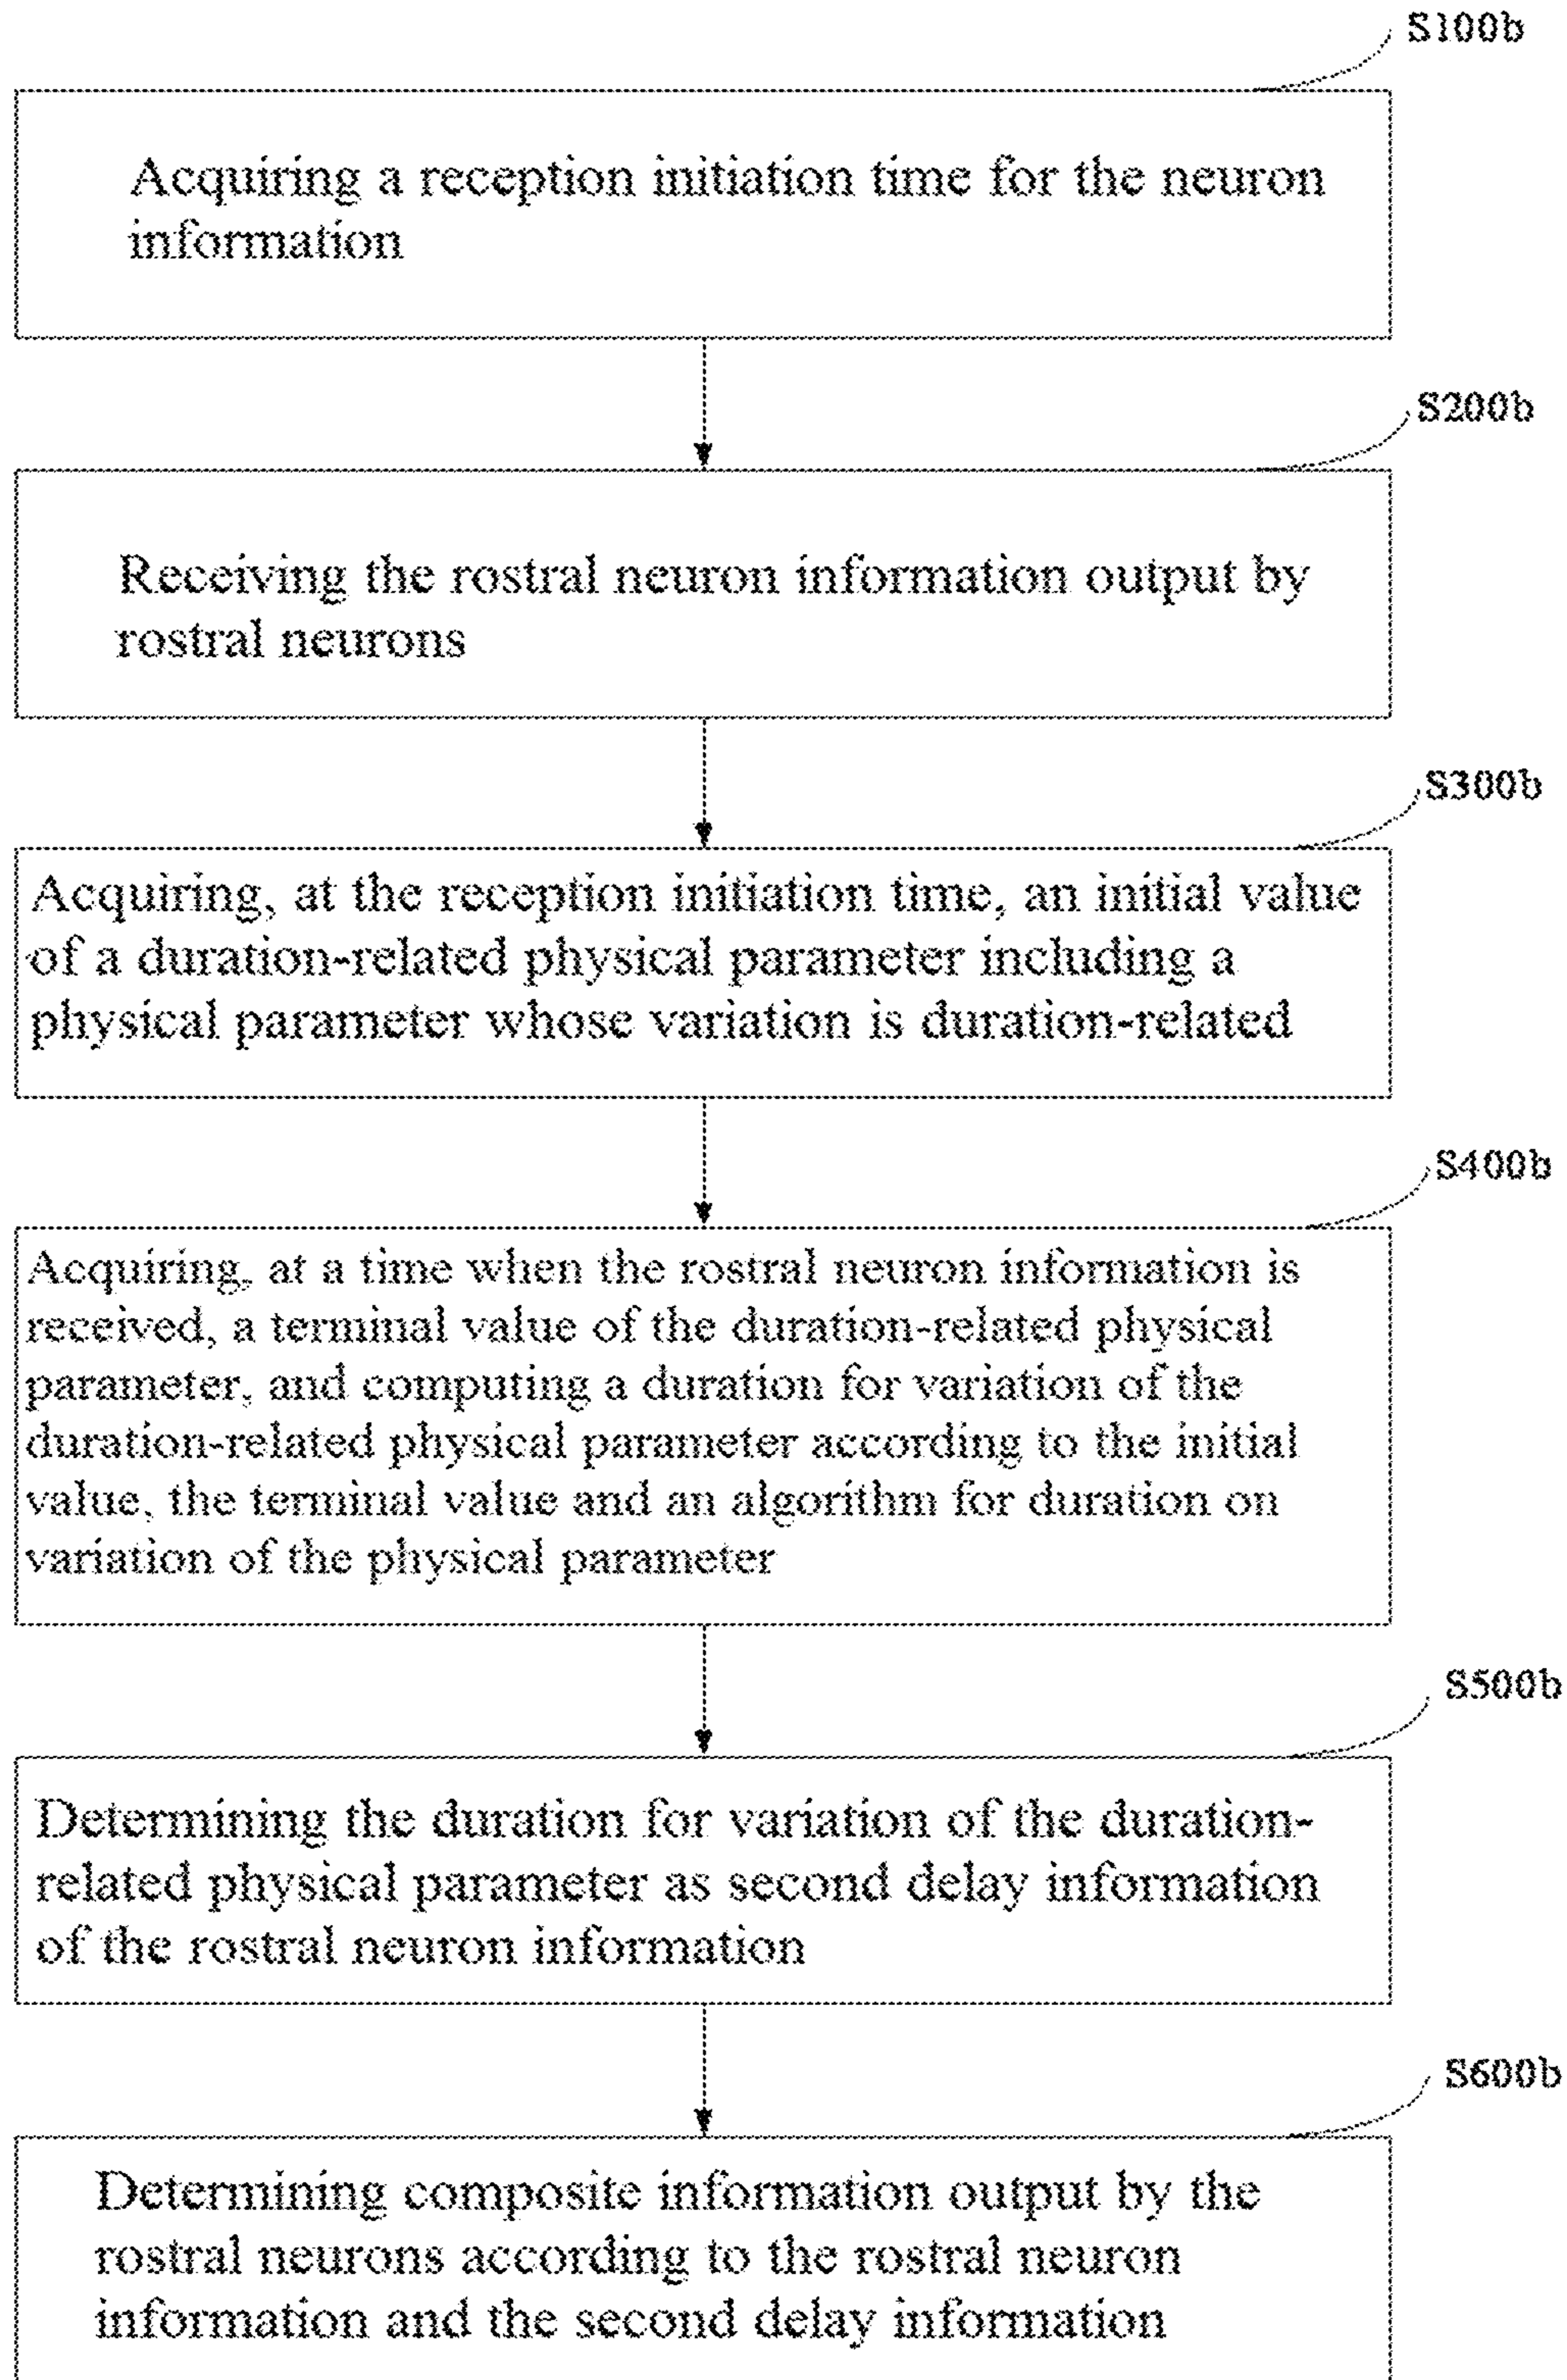 S100b
Acquiring a reception initiation time for the neuron
information
S200b
Receiving the rostral neuron information output by
rostral neurons
S300b
Acquiring, at the reception initiation time, an initial value
of a duration-related physical parameter including a
physical parameter whose variation is duration-related
S400b
Acquiring, at a time when the rostral neuron information is
received, a terminal value of the duration-related physical
parameter, and computing a duration for variation of the
duration-related physical parameter according to the initial
value, the terminal value and an algorithm for duration on
variation of the physical parameter
S500b
Determining the duration for variation of the duration-
related physical parameter as second delay information
of the rostral neuron information
S600b
Determining composite information output by the
rostral neurons according to the rostral neuron
information and the second delay information